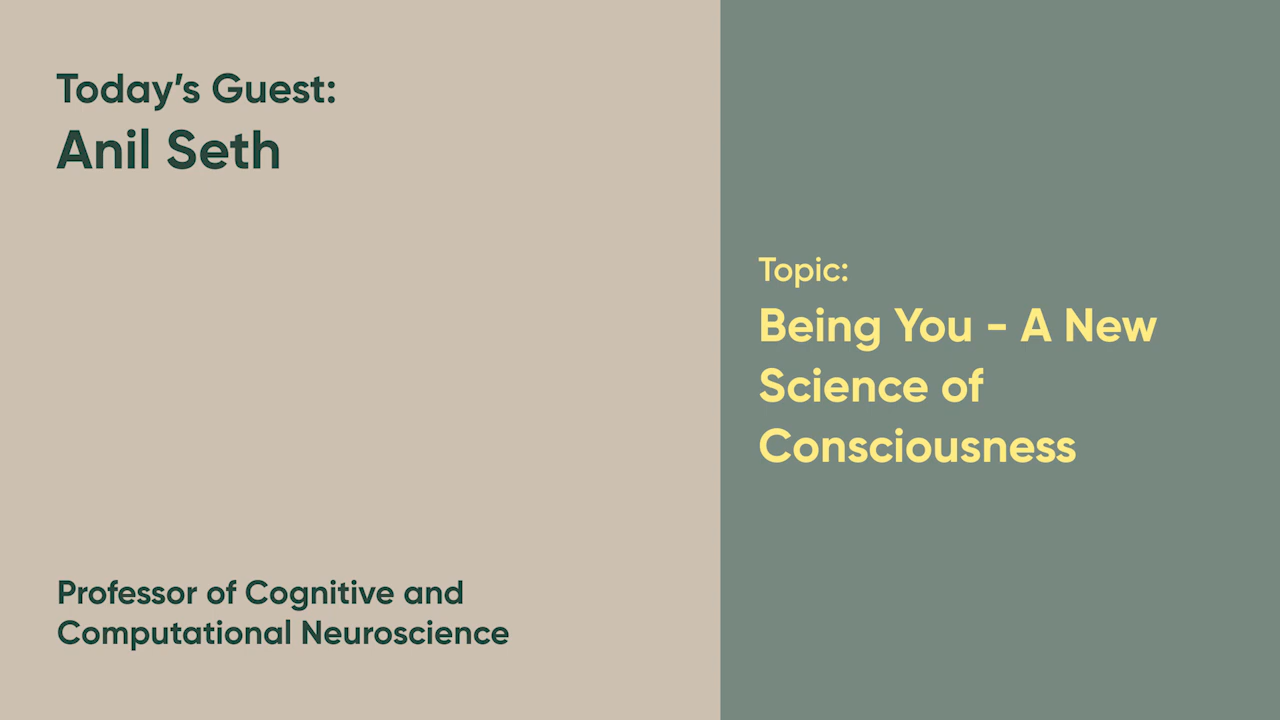 Today’s Guest:
Anil Seth
Professor of Cognitive and
Computational Neuroscience
Topic:
Being You - A New
Science of
Consciousness